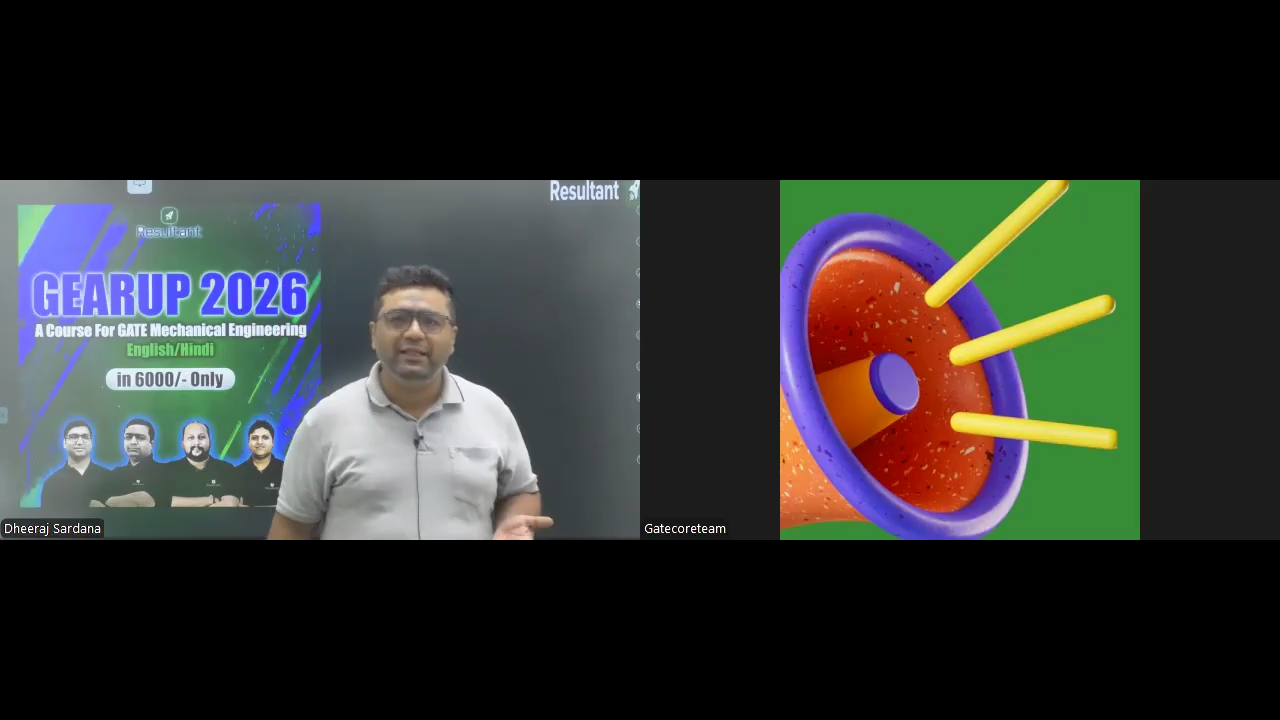 Resultant
Resultant
GEARUP 2026
A Course For GATE Mechanical Engineering
English/Hindi
in 6000/- Only
Dheeraj Sardana
Gatecoreteam